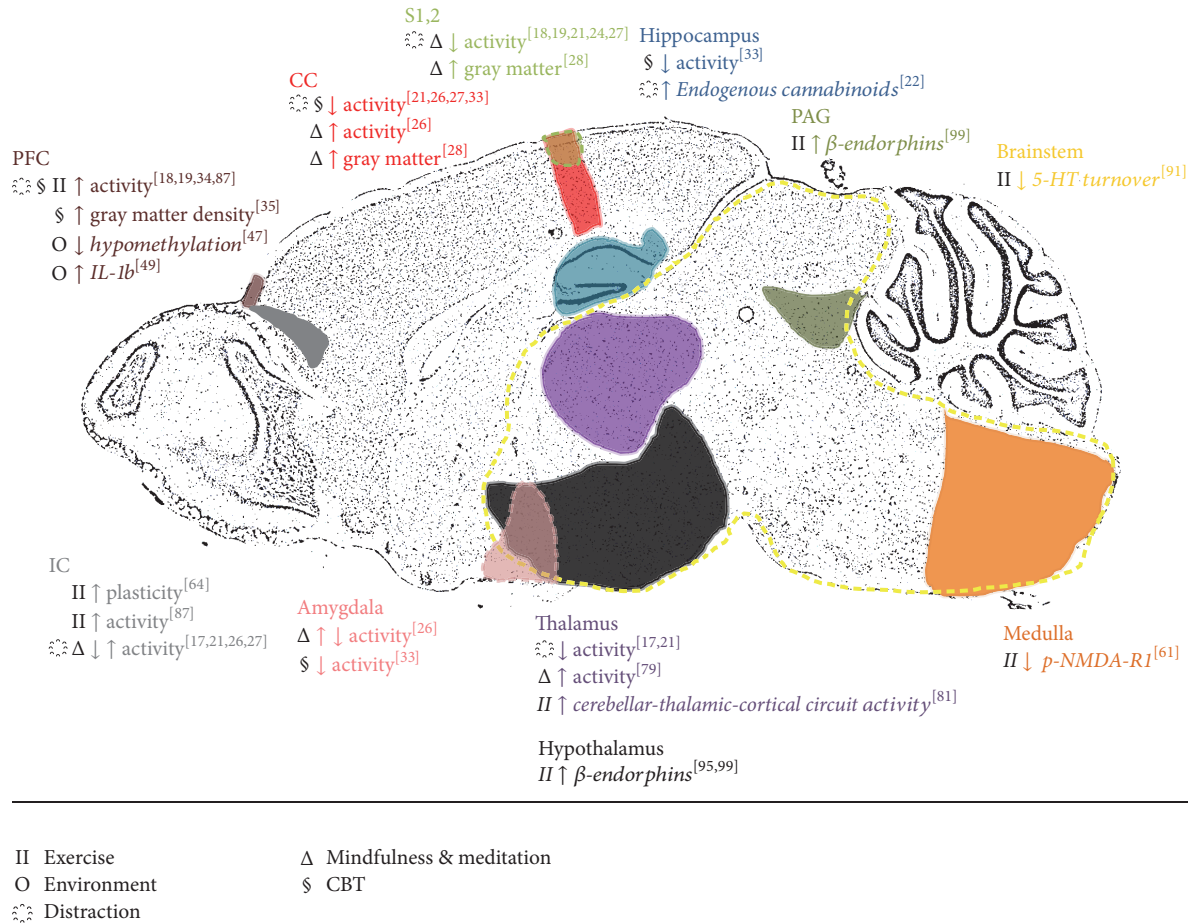 S1,2
◌ Δ ↓ activity[18,19,21,24,27]
Δ ↑ gray matter[28]
Hippocampus
§ ↓ activity[33]
◌ ↑ Endogenous cannabinoids[22]
CC
◌ § ↓ activity[21,26,27,33]
Δ ↑ activity[26]
Δ ↑ gray matter[28]
PAG
II ↑ β-endorphins[99]
Brainstem
II ↓ 5-HT turnover[91]
PFC
◌ § II ↑ activity[18,19,34,87]
§ ↑ gray matter density[35]
O ↓ hypomethylation[47]
O ↑ IL-1b[49]
IC
II ↑ plasticity[64]
II ↑ activity[87]
◌ Δ ↓ ↑ activity[17,21,26,27]
Amygdala
Δ ↑ ↓ activity[26]
§ ↓ activity[33]
Thalamus
◌ ↓ activity[17,21]
Δ ↑ activity[79]
II ↑ cerebellar-thalamic-cortical circuit activity[81]
Medulla
II ↓ p-NMDA-R1[61]
Hypothalamus
II ↑ β-endorphins[95,99]
II Exercise
O Environment
◌ Distraction
Δ Mindfulness & meditation
§ CBT